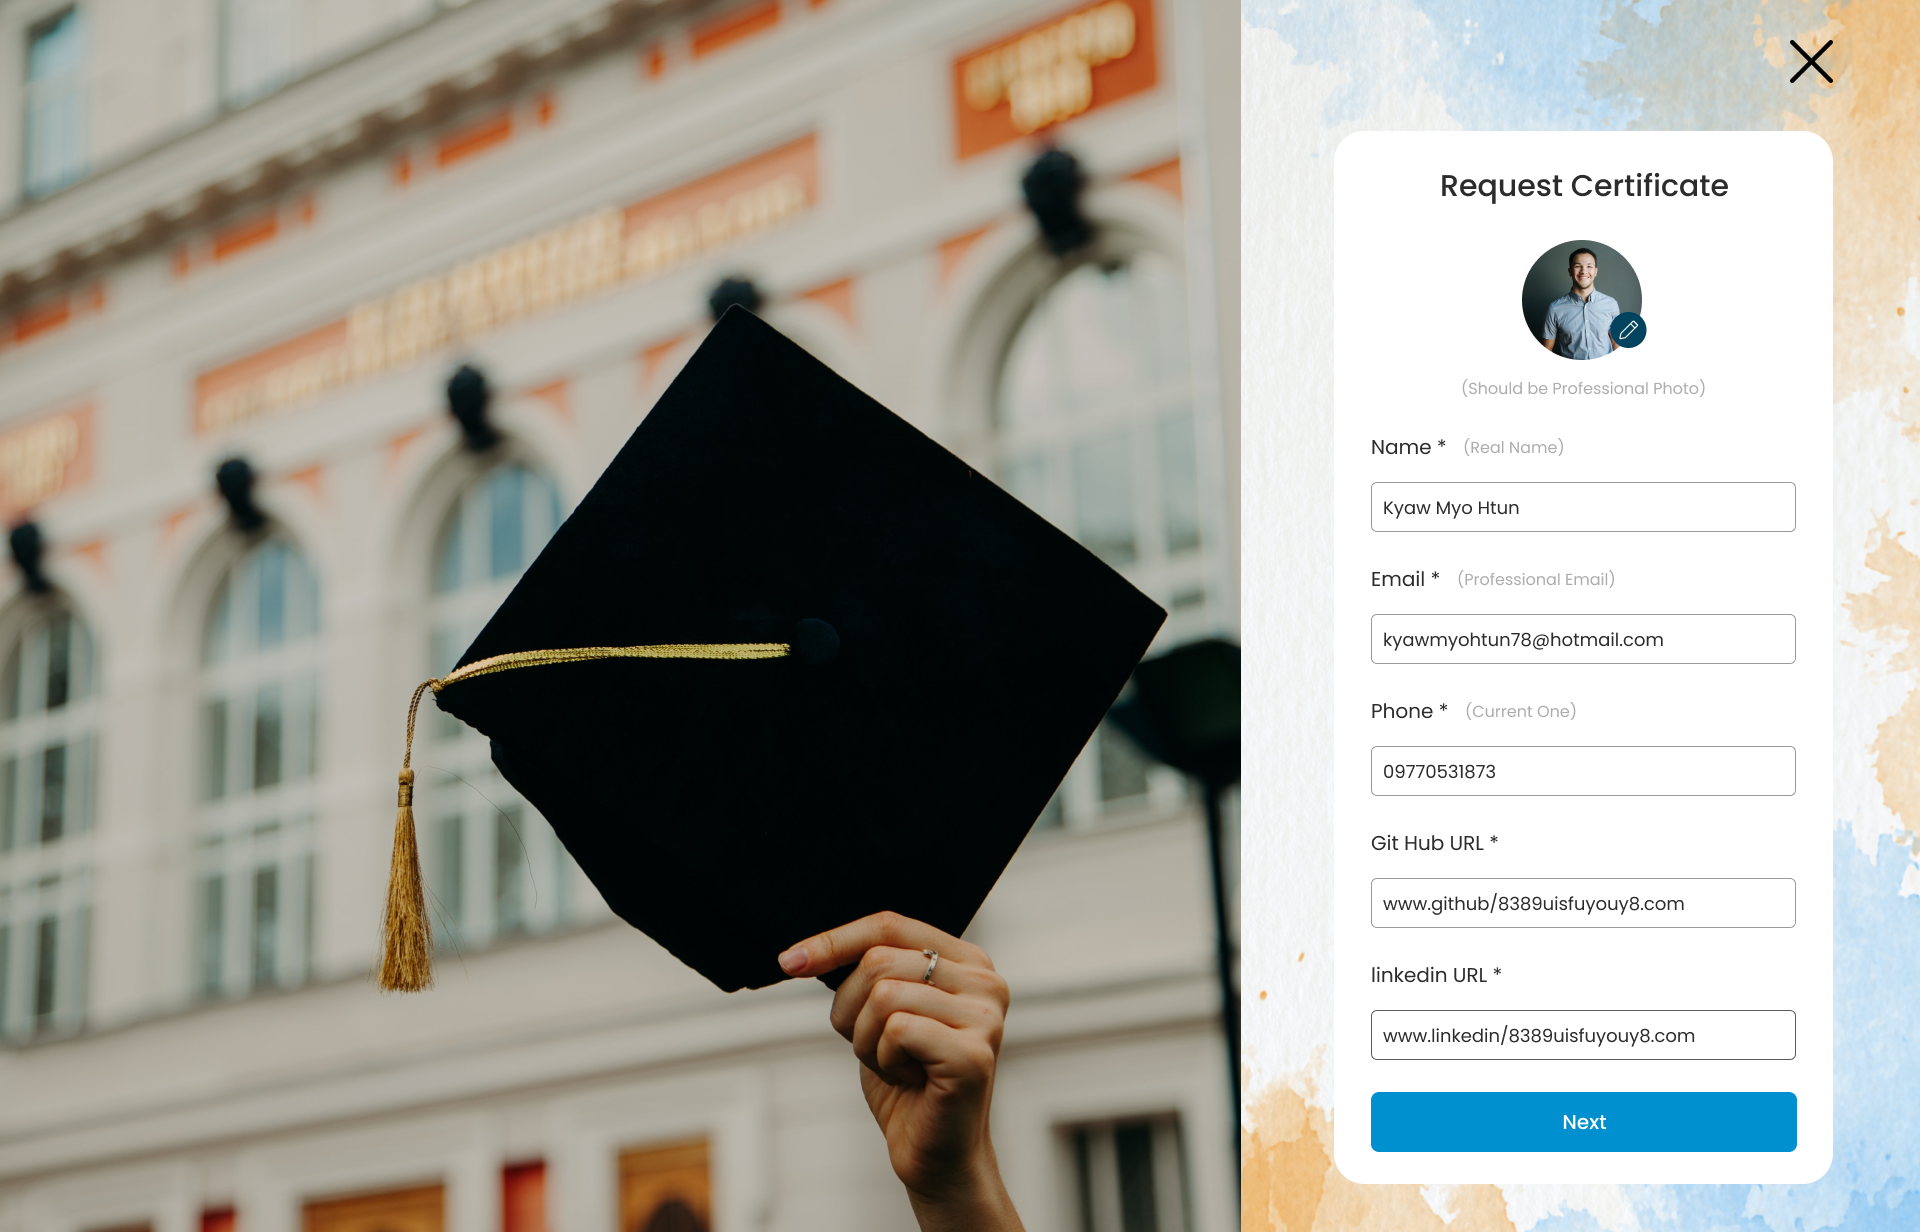 Request Certificate
(Should be Professional Photo)
Name * (Real Name)
Kyaw Myo Htun
Email * (Professional Email)
kyawmyohtun78@hotmail.com
Phone * (Current One)
09770531873
Git Hub URL *
www.github/8389uisfuyouy8.com
linkedin URL *
www.linkedin/8389uisfuyouy8.com
Next